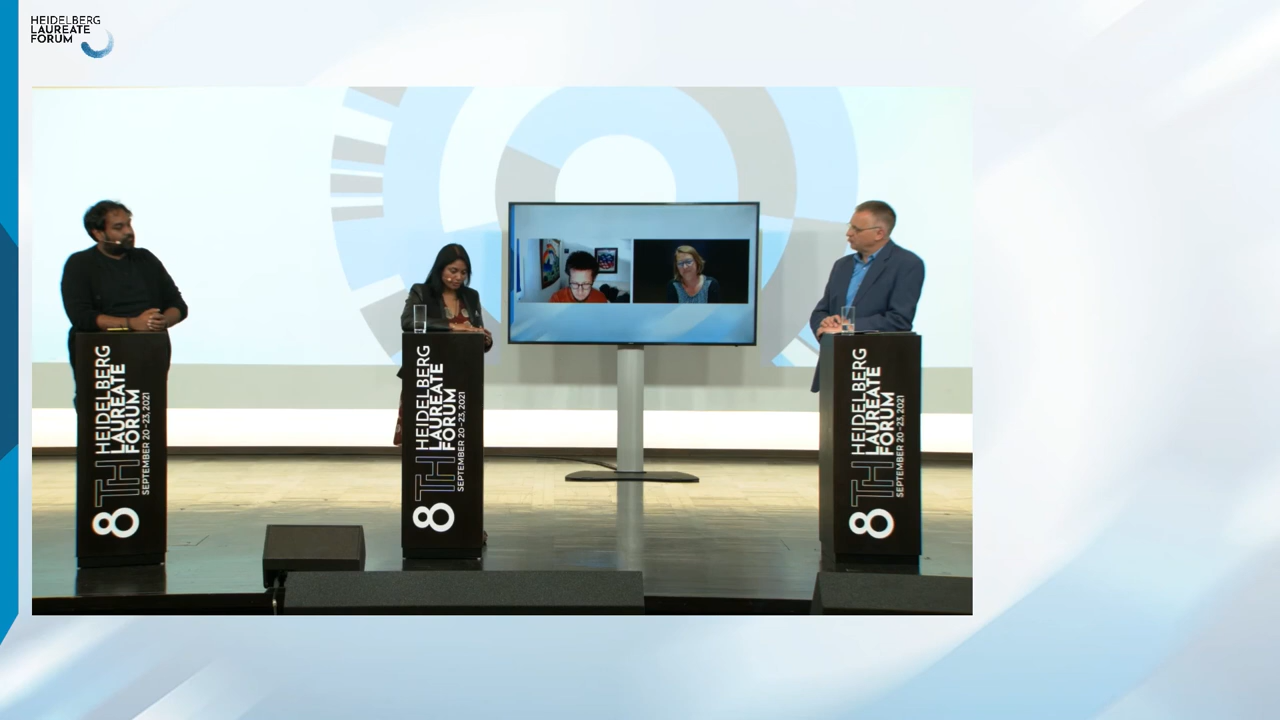 HEIDELBERG
LAUREATE
FORUM
8TH HEIDELBERG
LAUREATE
FORUM
SEPTEMBER 20–23, 2021
8TH HEIDELBERG
LAUREATE
FORUM
SEPTEMBER 20–23, 2021
8TH HEIDELBERG
LAUREATE
FORUM
SEPTEMBER 20–23, 2021